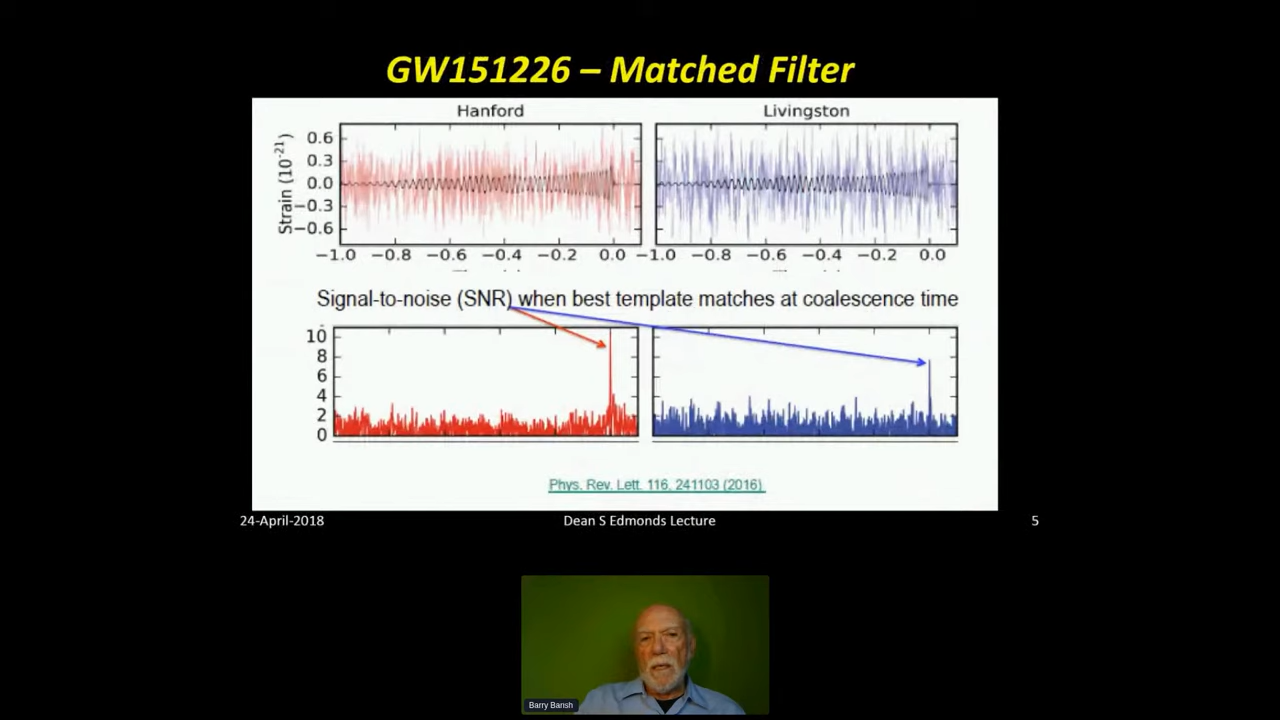 GW151226 – Matched Filter
Hanford Livingston
Strain (10⁻²¹)
0.6
0.3
0.0
−0.3
−0.6
−1.0 −0.8 −0.6 −0.4 −0.2 0.0 −1.0 −0.8 −0.6 −0.4 −0.2 0.0
Signal-to-noise (SNR) when best template matches at coalescence time
10
8
6
4
2
0
Phys. Rev. Lett. 116, 241103 (2016)
24-April-2018 Dean S Edmonds Lecture 5
Barry Barish